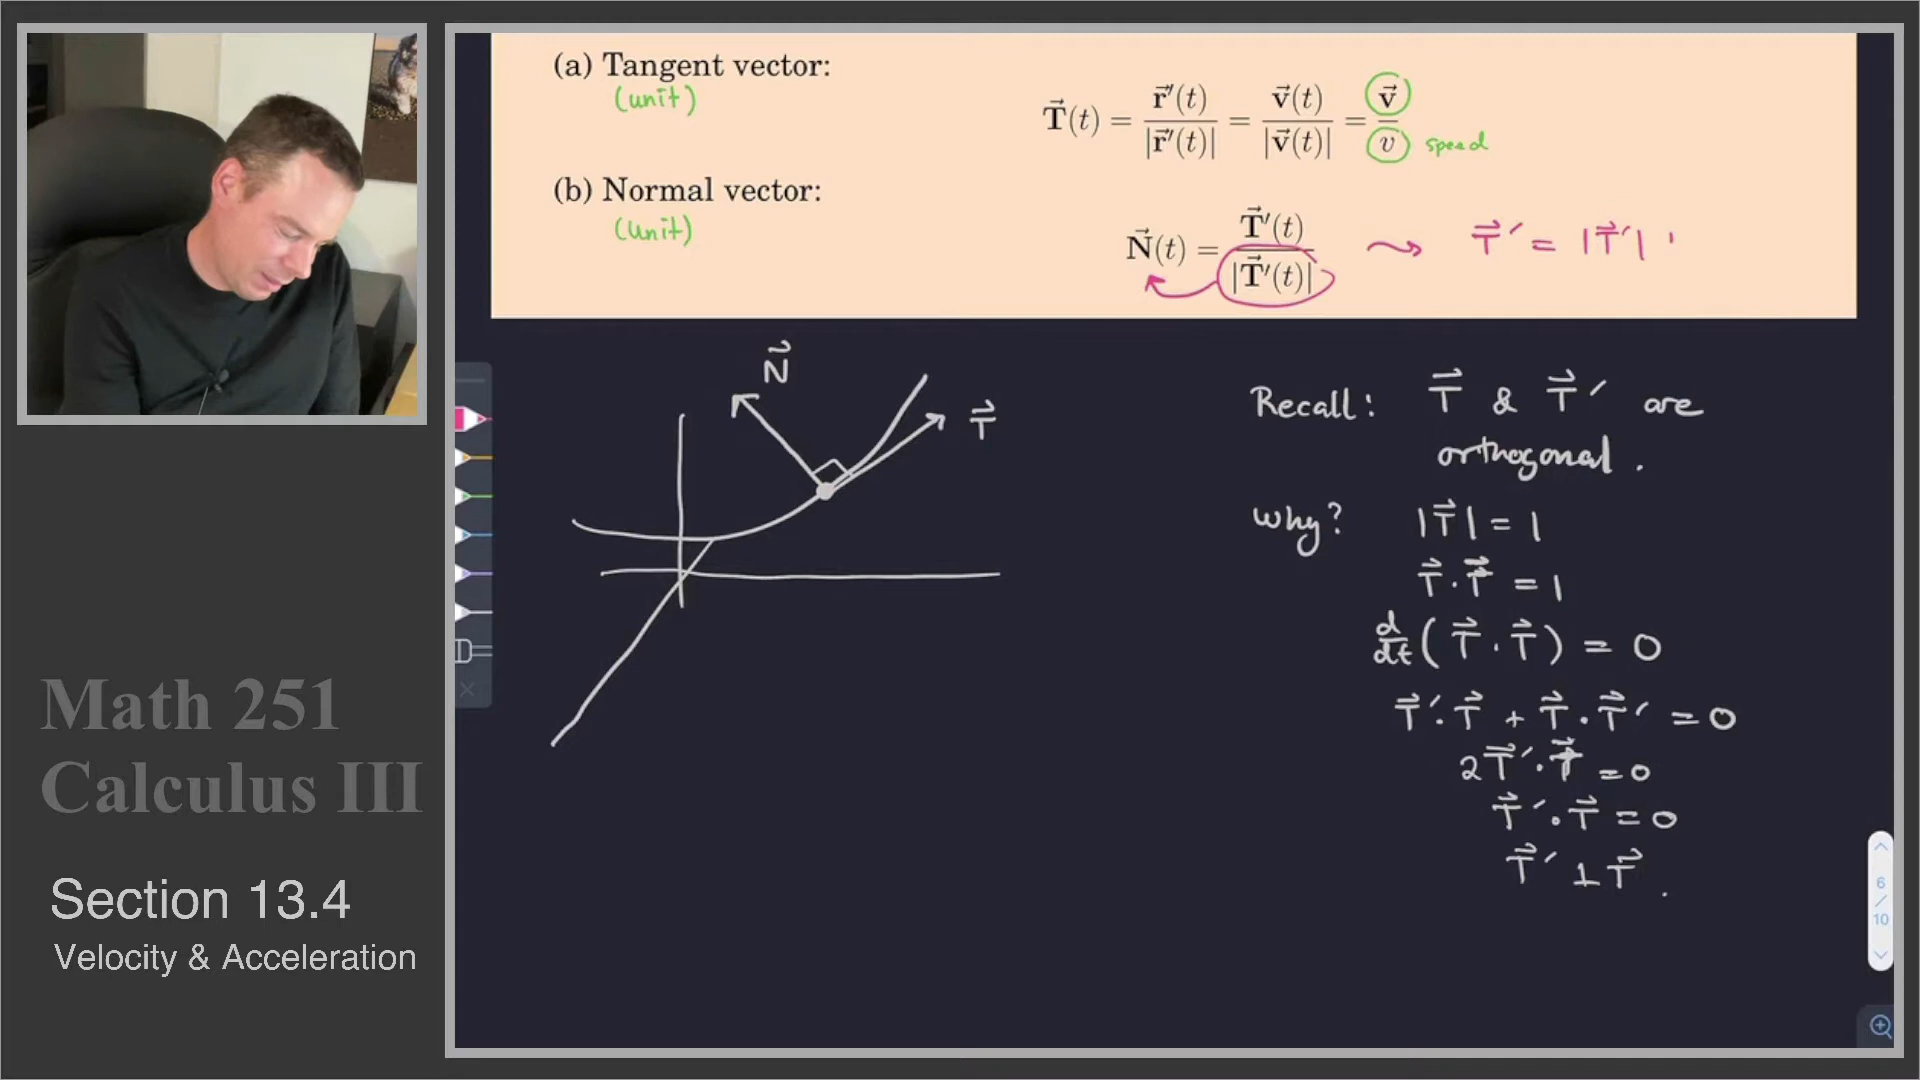 (a) Tangent vector:
(unit)
T⃗(t) = r⃗′(t) / |r⃗′(t)| = v⃗(t) / |v⃗(t)| = v⃗ / v speed
(b) Normal vector:
(unit)
N⃗(t) = T⃗′(t) / |T⃗′(t)| ⇝ T⃗′ = |T⃗′|
N⃗
T⃗
Recall: T⃗ & T⃗′ are
orthogonal.
Why? |T⃗| = 1
T⃗ · T⃗ = 1
d/dt (T⃗ · T⃗) = 0
T⃗′ · T⃗ + T⃗ · T⃗′ = 0
2T⃗′ · T⃗ = 0
T⃗′ · T⃗ = 0
T⃗′ ⊥ T⃗.
Math 251
Calculus III
Section 13.4
Velocity & Acceleration
6
/
10